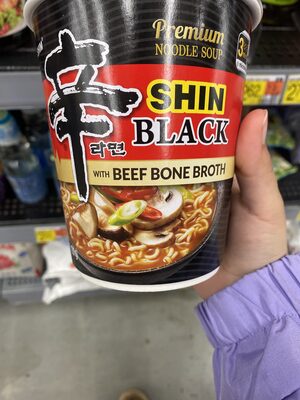 Premium
NOODLE SOUP
辛
라면
SHIN
BLACK
WITH BEEF BONE BROTH